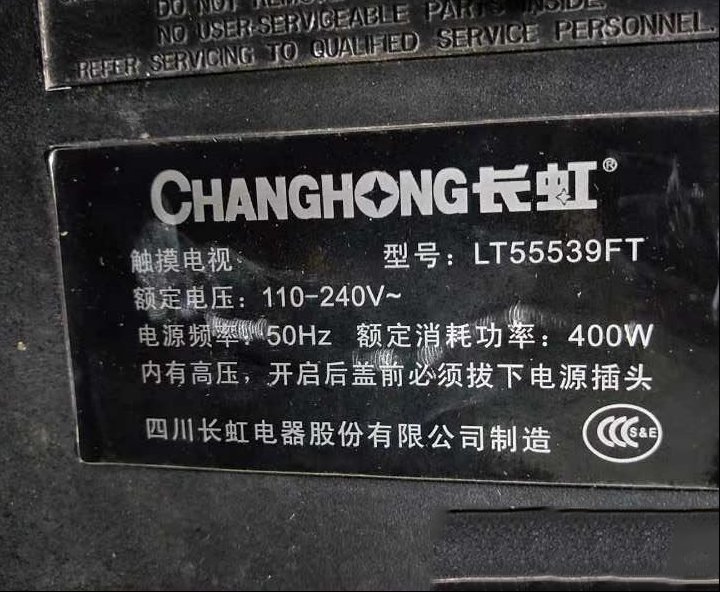 DO NOT REMOVE
NO USER-SERVICEABLE PARTS INSIDE
REFER SERVICING TO QUALIFIED SERVICE PERSONNEL.
CHANGHONG长虹®
触摸电视 型号：LT55539FT
额定电压：110-240V~
电源频率：50Hz 额定消耗功率：400W
内有高压，开启后盖前必须拔下电源插头
四川长虹电器股份有限公司制造 CCC S&E